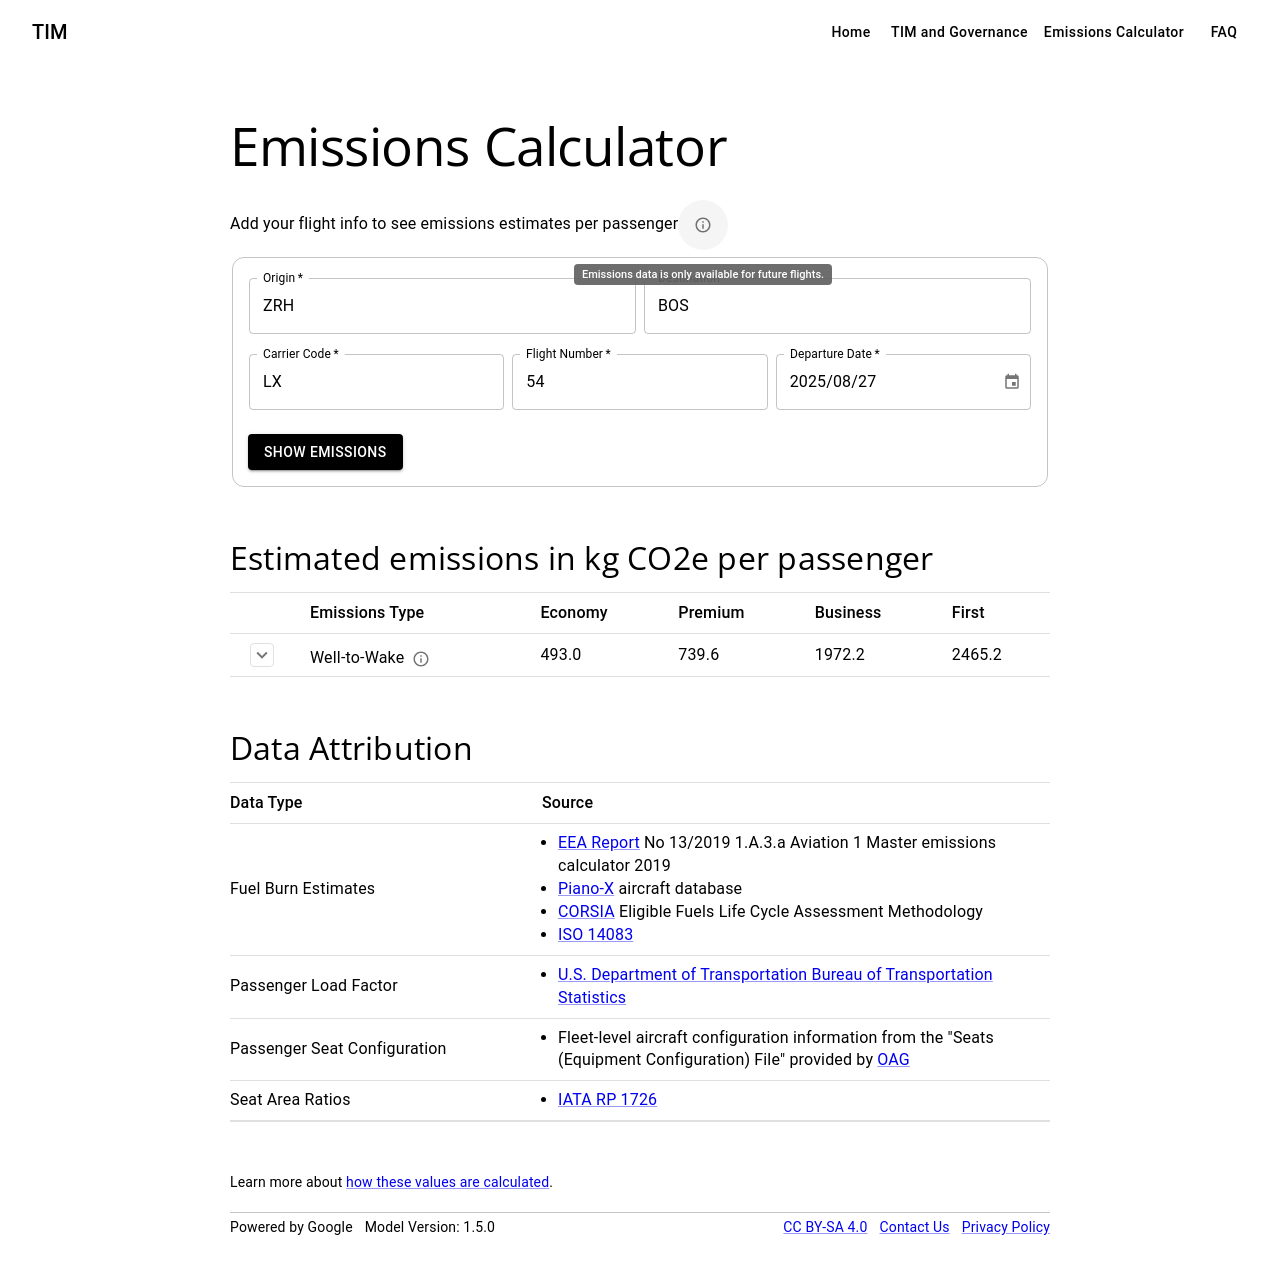 TIM
Home TIM and Governance Emissions Calculator FAQ
Emissions Calculator
Add your flight info to see emissions estimates per passenger
Emissions data is only available for future flights.
Origin *
ZRH
BOS
Carrier Code * Flight Number * Departure Date *
LX 54 2025/08/27
SHOW EMISSIONS
Estimated emissions in kg CO2e per passenger
Emissions Type Economy Premium Business First
Well-to-Wake 493.0 739.6 1972.2 2465.2
Data Attribution
Data Type Source
Fuel Burn Estimates
EEA Report No 13/2019 1.A.3.a Aviation 1 Master emissions
calculator 2019
Piano-X aircraft database
CORSIA Eligible Fuels Life Cycle Assessment Methodology
ISO 14083
Passenger Load Factor
U.S. Department of Transportation Bureau of Transportation
Statistics
Passenger Seat Configuration
Fleet-level aircraft configuration information from the "Seats
(Equipment Configuration) File" provided by OAG
Seat Area Ratios
IATA RP 1726
Learn more about how these values are calculated.
Powered by Google Model Version: 1.5.0 CC BY-SA 4.0 Contact Us Privacy Policy